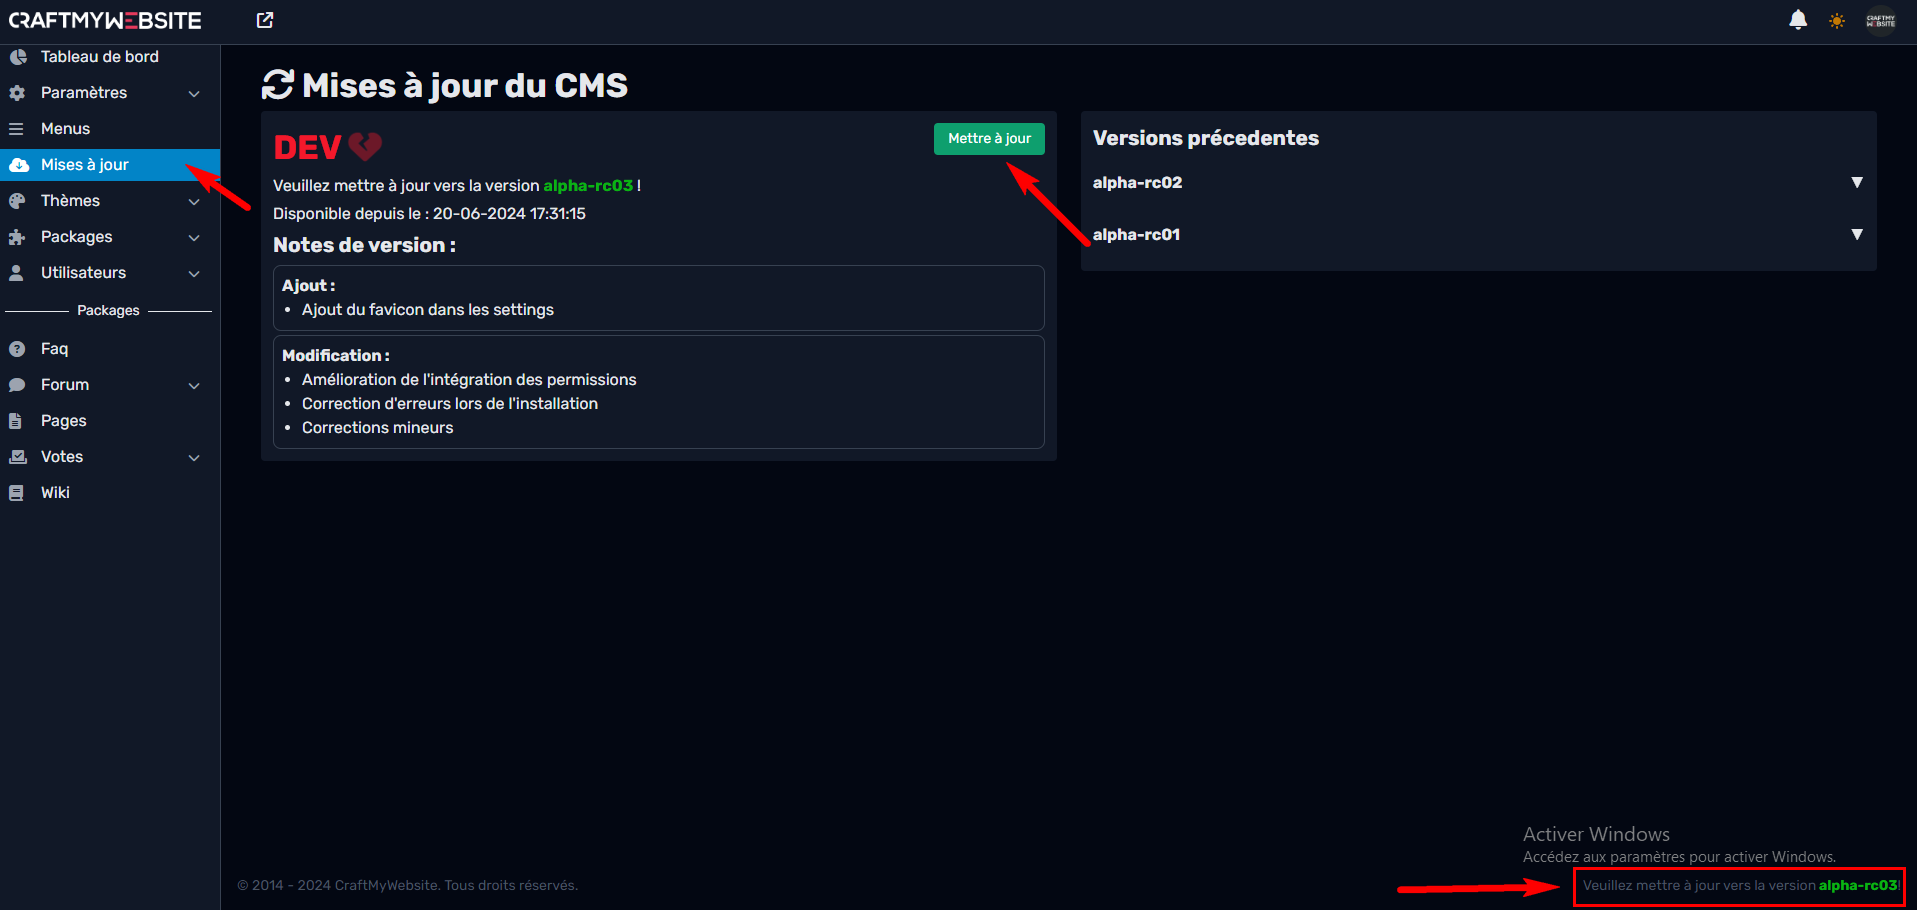 CRAFTMYWEBSITE
CRAFTMY
WEBSITE
Tableau de bord
Paramètres
Menus
Mises à jour
Thèmes
Packages
Utilisateurs
Packages
Faq
Forum
Pages
Votes
Wiki
Mises à jour du CMS
DEV
Mettre à jour
Veuillez mettre à jour vers la version alpha-rc03 !
Disponible depuis le : 20-06-2024 17:31:15
Notes de version :
Ajout :
• Ajout du favicon dans les settings
Modification :
• Amélioration de l'intégration des permissions
• Correction d'erreurs lors de l'installation
• Corrections mineurs
Versions précedentes
alpha-rc02
alpha-rc01
Activer Windows
Accédez aux paramètres pour activer Windows.
© 2014 - 2024 CraftMyWebsite. Tous droits réservés.
Veuillez mettre à jour vers la version alpha-rc03!